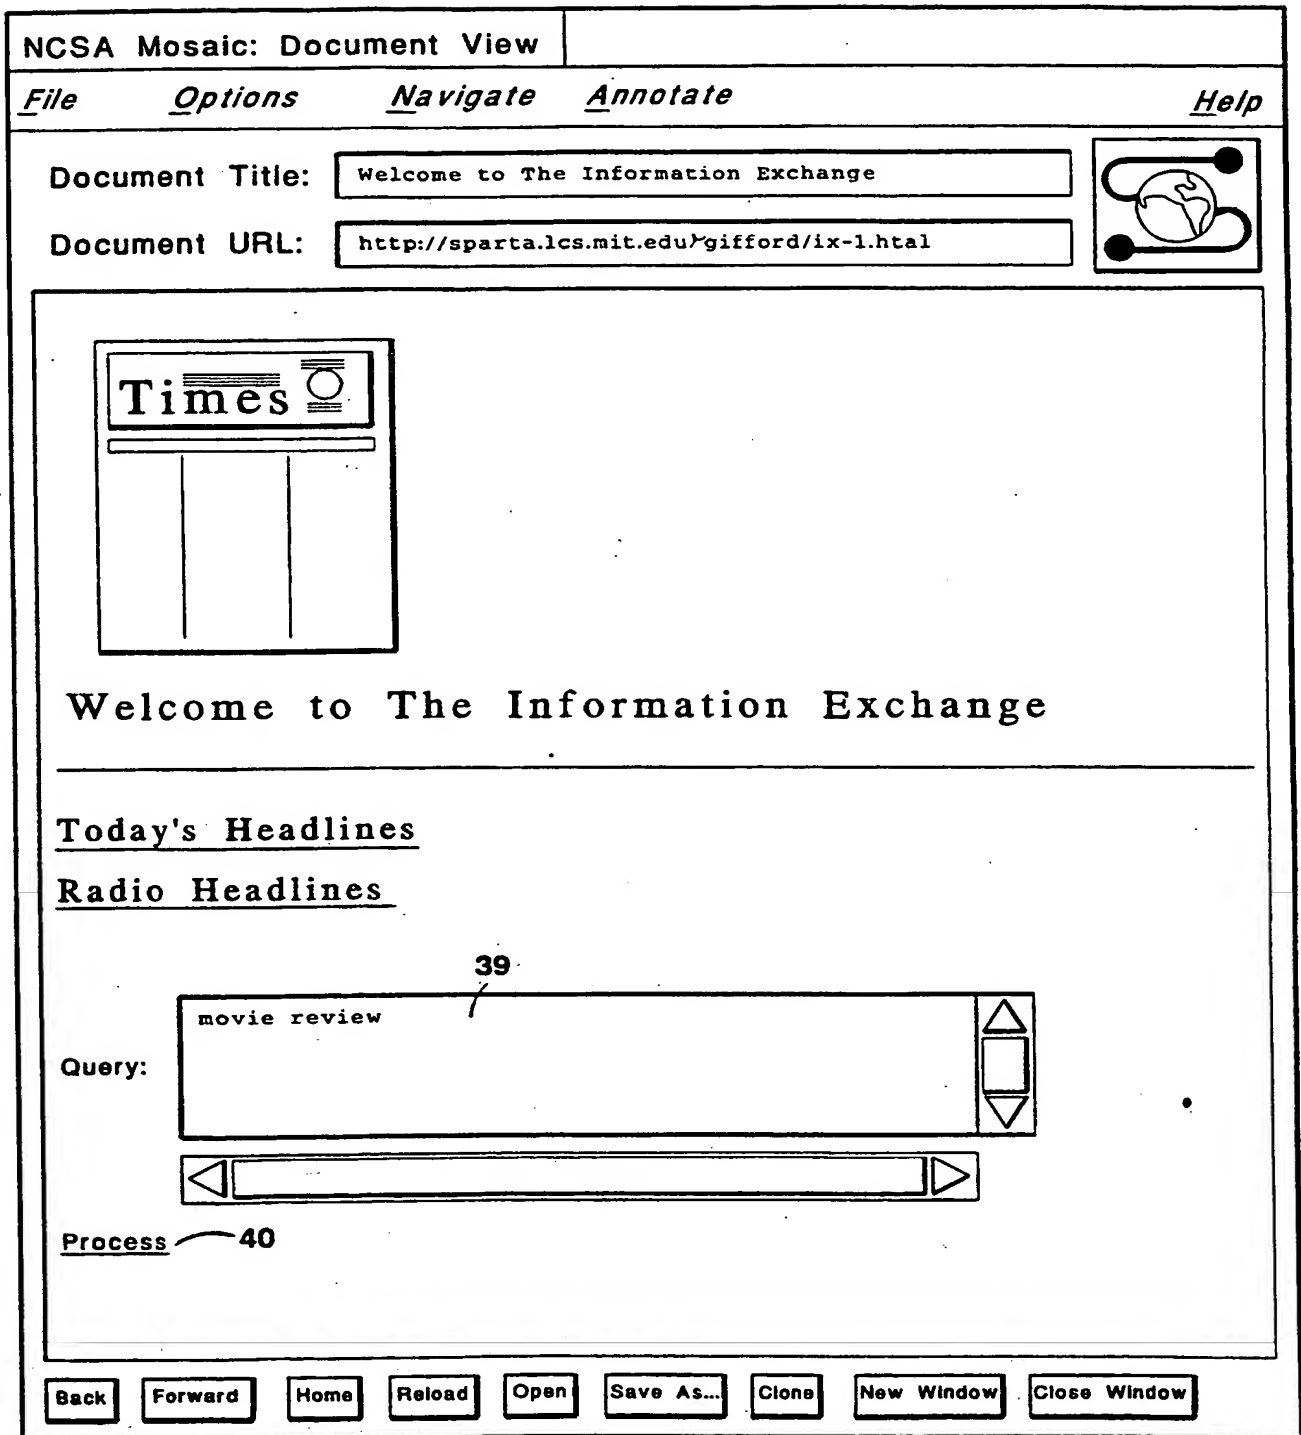 NCSA Mosaic: Document View
File Options Navigate Annotate Help
Document Title: Welcome to The Information Exchange
Document URL: http://sparta.lcs.mit.edu/~gifford/ix-1.htal
Times
Welcome to The Information Exchange
Today's Headlines
Radio Headlines
39
movie review
Query:
Process 40
Back Forward Home Reload Open Save As... Clone New Window Close Window